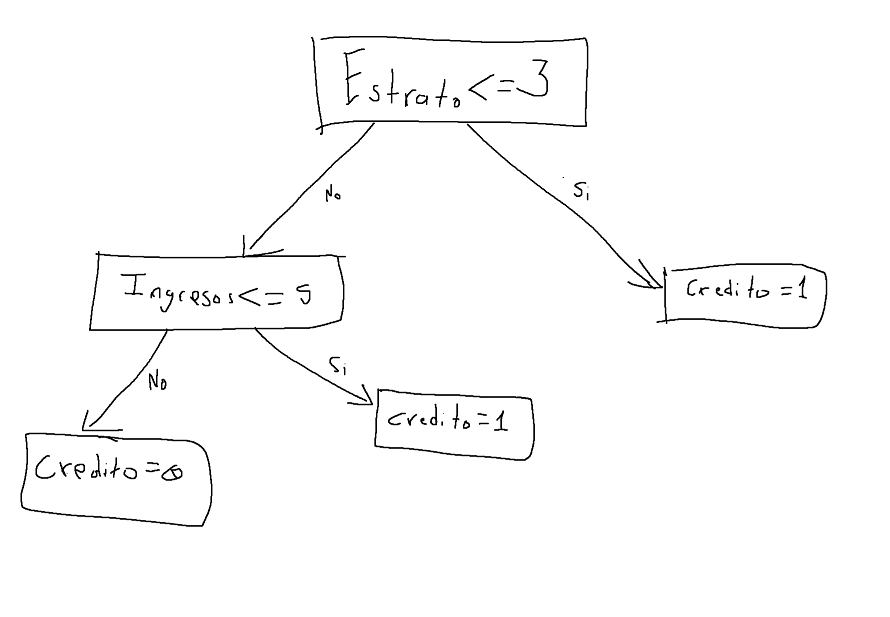 Estrato <=3
No
Si
Ingresos <= 5
Credito = 1
No
Si
Credito = 1
Credito = 0